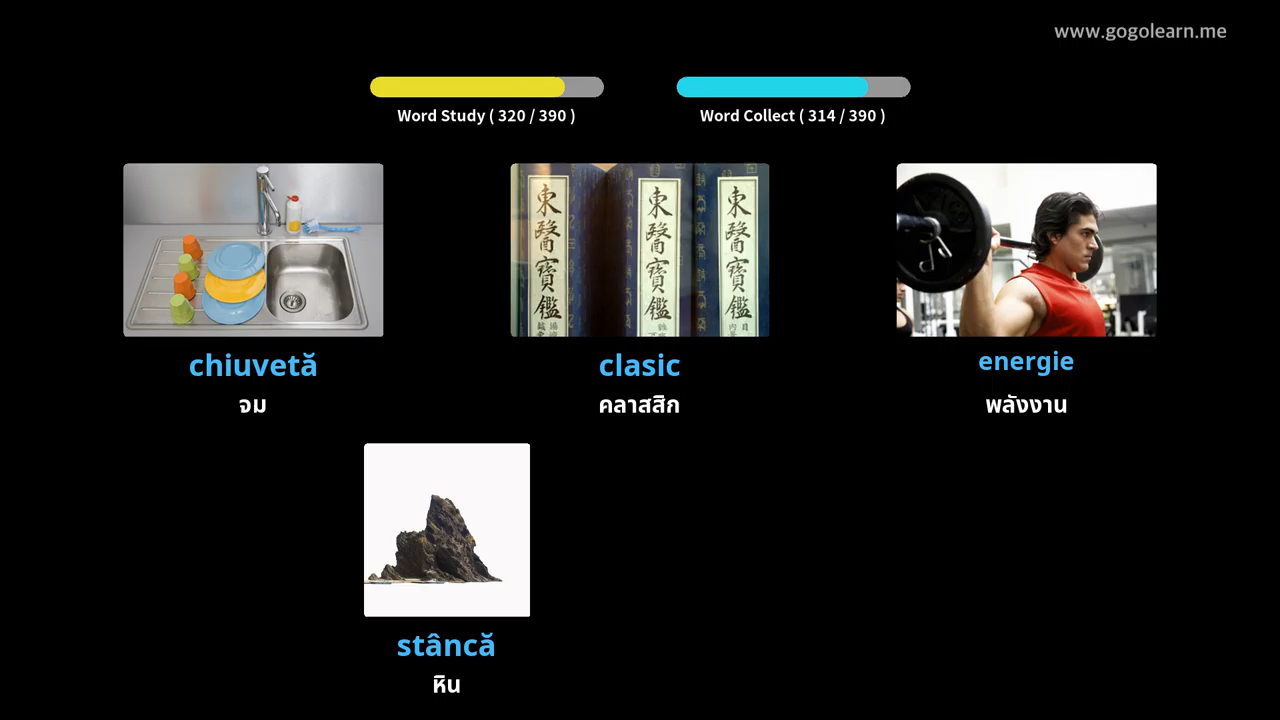 www.gogolearn.me
Word Study ( 320 / 390 )
Word Collect ( 314 / 390 )
東醫寶鑑
東醫寶鑑
東醫寶鑑
chiuvetă
clasic
energie
จม
คลาสสิก
พลังงาน
stâncă
หิน